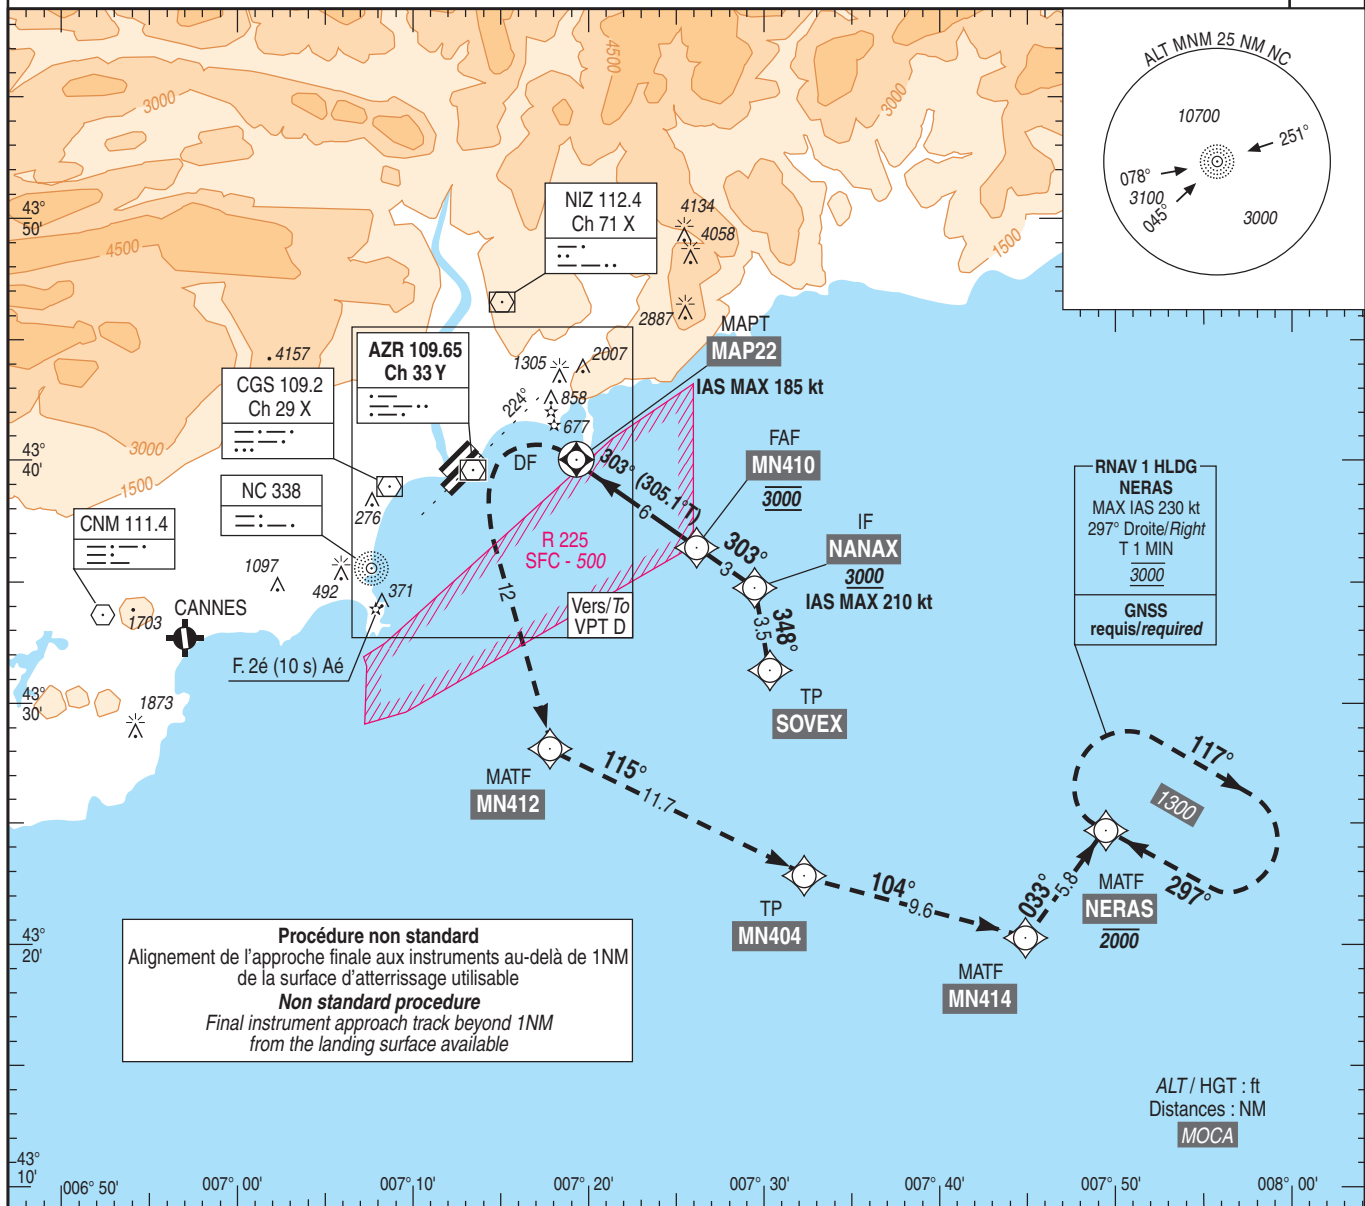 ALT MNM 25 NM NC
10700
251°
078°
3100
045°
3000
4500
3000
3000
4500
1500
3000
1500
43°
50'
43°
40'
43°
30'
43°
20'
43°
10'
NIZ 112.4
Ch 71 X
4134
4058
2887
MAPT
MAP22
IAS MAX 185 kt
4157
AZR 109.65
Ch 33 Y
CGS 109.2
Ch 29 X
1305
2007
224°
858
677
DF
303° (305.1°T)
6
FAF
MN410
3000
303°
3
IF
NANAX
3000
IAS MAX 210 kt
348°
3.5
TP
SOVEX
NC 338
CNM 111.4
276
1097
492
371
1703
CANNES
R 225
SFC - 500
12
Vers/To
VPT D
F. 2é (10 s) Aé
1873
RNAV 1 HLDG
NERAS
MAX IAS 230 kt
297° Droite/Right
T 1 MIN
3000
GNSS
requis/required
117°
1300
297°
MATF
MN412
115°
11.7
TP
MN404
104°
9.6
MATF
MN414
033°
5.8
MATF
NERAS
2000
Procédure non standard
Alignement de l'approche finale aux instruments au-delà de 1NM
de la surface d'atterrissage utilisable
Non standard procedure
Final instrument approach track beyond 1NM
from the landing surface available
ALT / HGT : ft
Distances : NM
MOCA
006° 50'
007° 00'
007° 10'
007° 20'
007° 30'
007° 40'
007° 50'
008° 00'